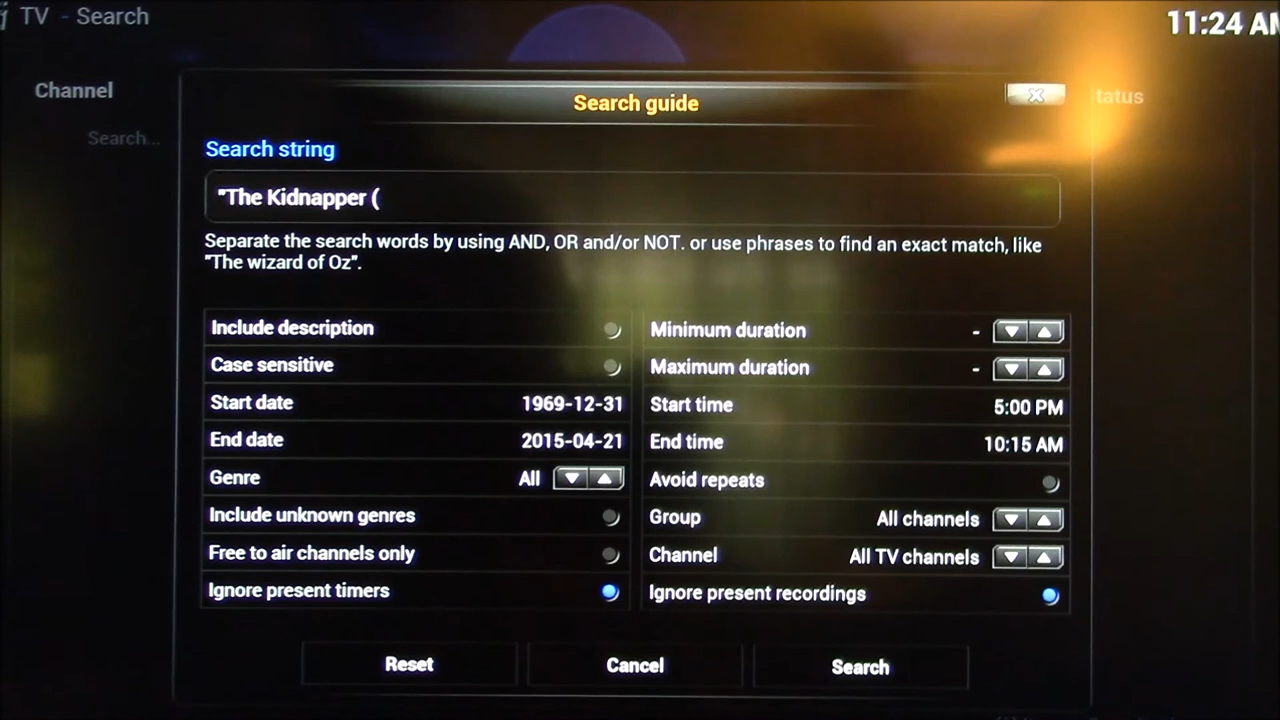 TV - Search
11:24 AM
Channel
Search guide
tatus
Search...
Search string
"The Kidnapper (
Separate the search words by using AND, OR and/or NOT. or use phrases to find an exact match, like
"The wizard of Oz".
Include description
Minimum duration -
Case sensitive
Maximum duration -
Start date 1969-12-31
Start time 5:00 PM
End date 2015-04-21
End time 10:15 AM
Genre All
Avoid repeats
Include unknown genres
Group All channels
Free to air channels only
Channel All TV channels
Ignore present timers
Ignore present recordings
Reset Cancel Search